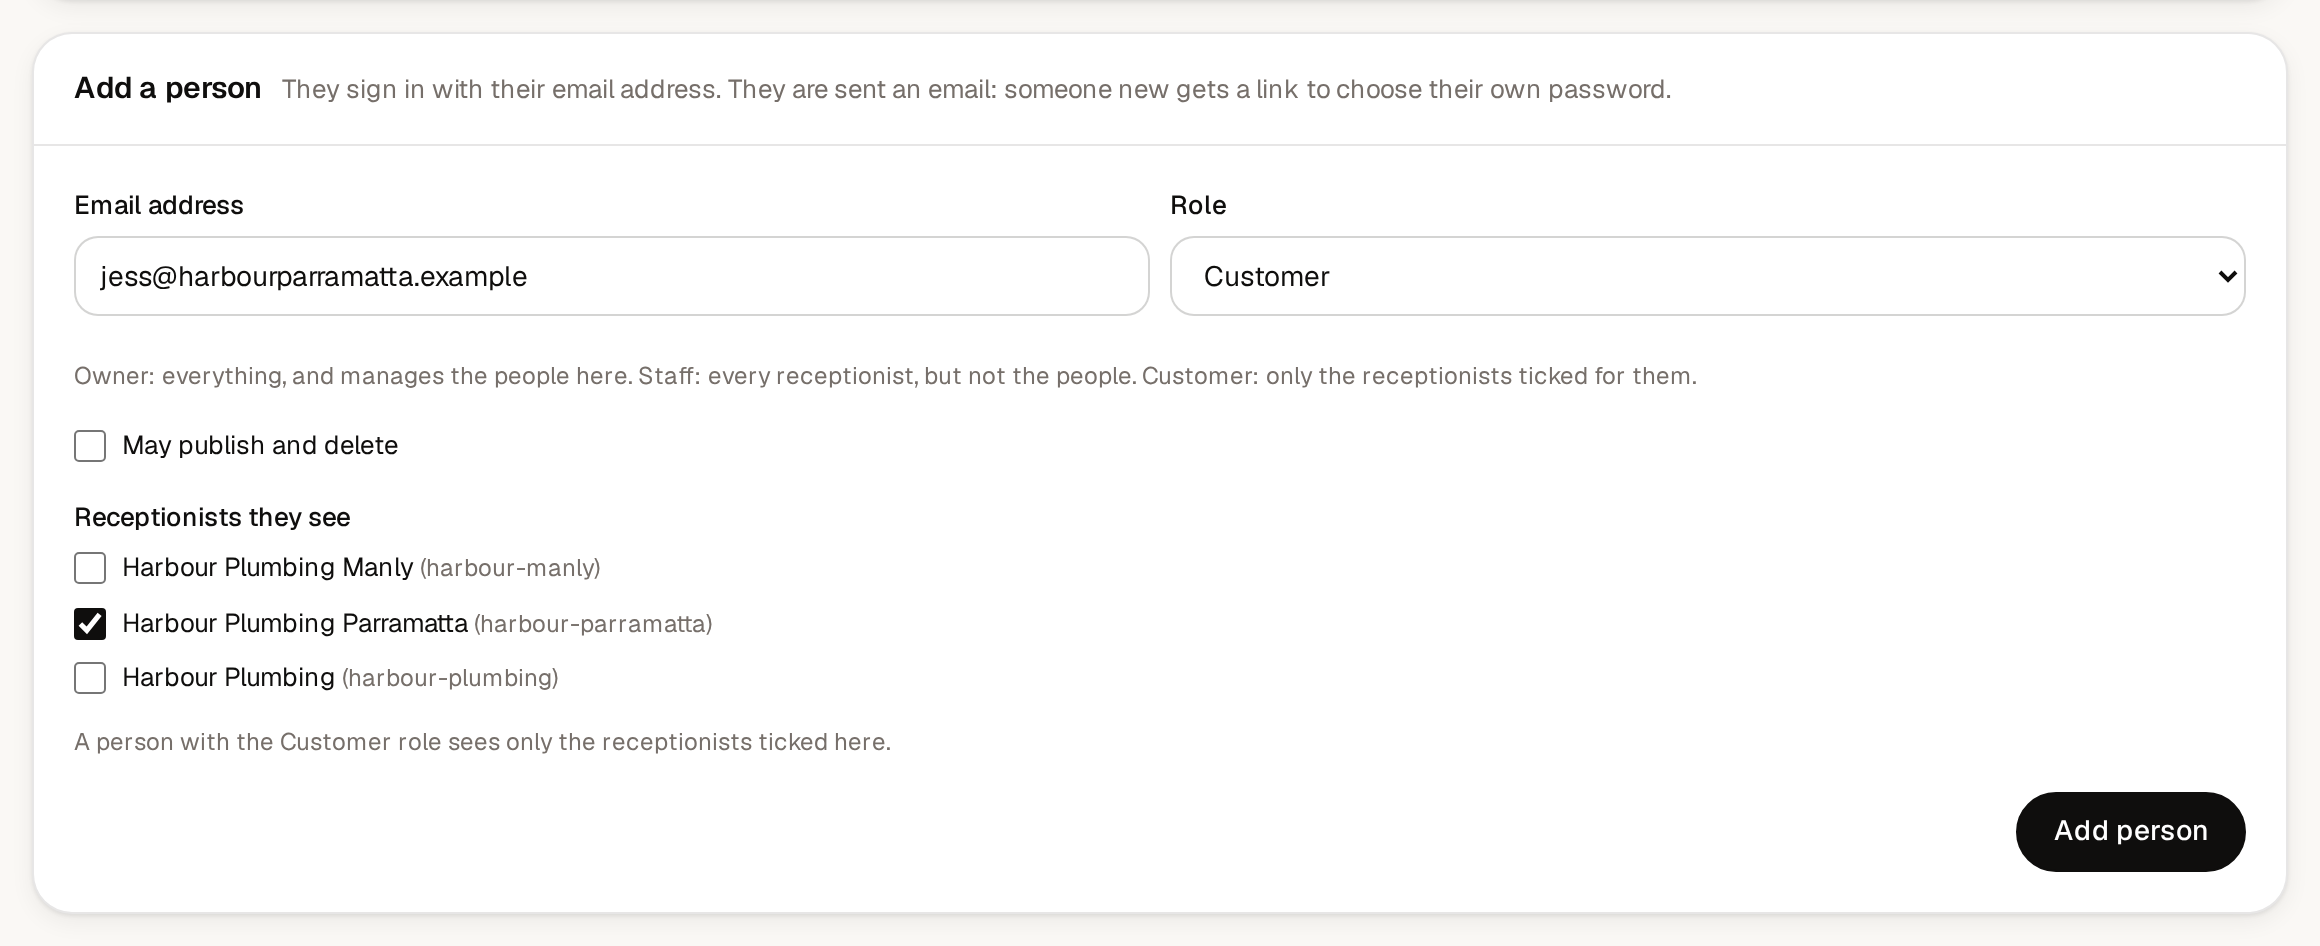 Add a person They sign in with their email address. They are sent an email: someone new gets a link to choose their own password.
Email address
Role
jess@harbourparramatta.example
Customer
Owner: everything, and manages the people here. Staff: every receptionist, but not the people. Customer: only the receptionists ticked for them.
May publish and delete
Receptionists they see
Harbour Plumbing Manly (harbour-manly)
Harbour Plumbing Parramatta (harbour-parramatta)
Harbour Plumbing (harbour-plumbing)
A person with the Customer role sees only the receptionists ticked here.
Add person